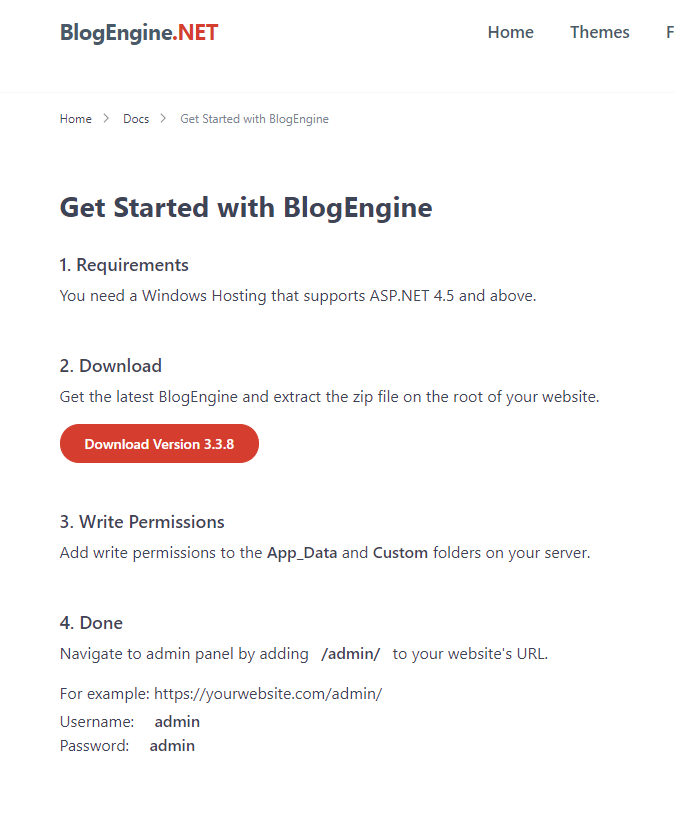 BlogEngine.NET
Home Themes F
Home > Docs > Get Started with BlogEngine
Get Started with BlogEngine
1. Requirements
You need a Windows Hosting that supports ASP.NET 4.5 and above.
2. Download
Get the latest BlogEngine and extract the zip file on the root of your website.
Download Version 3.3.8
3. Write Permissions
Add write permissions to the App_Data and Custom folders on your server.
4. Done
Navigate to admin panel by adding /admin/ to your website's URL.
For example: https://yourwebsite.com/admin/
Username: admin
Password: admin